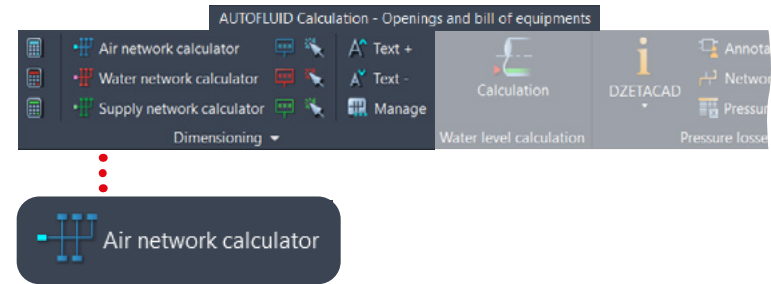 AUTOFLUID Calculation - Openings and bill of equipments
Air network calculator
Water network calculator
Supply network calculator
Text +
Text -
Manage
Dimensioning
Calculation
Water level calculation
DZETACAD
Annota
Networ
Pressur
Pressure losse
Air network calculator